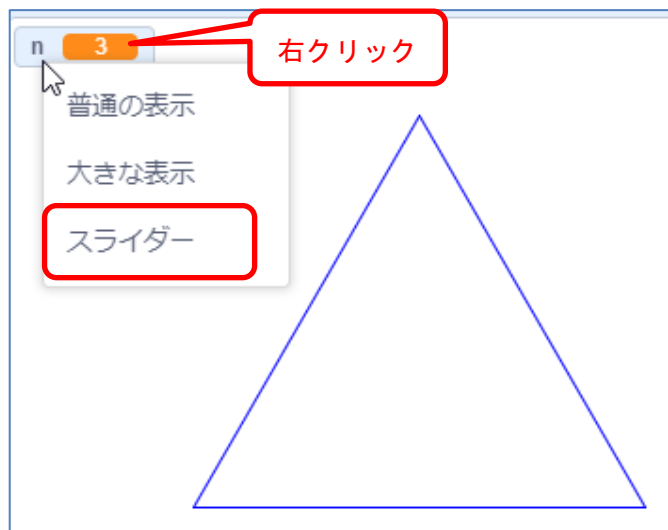 n 3
右クリック
普通の表示
大きな表示
スライダー